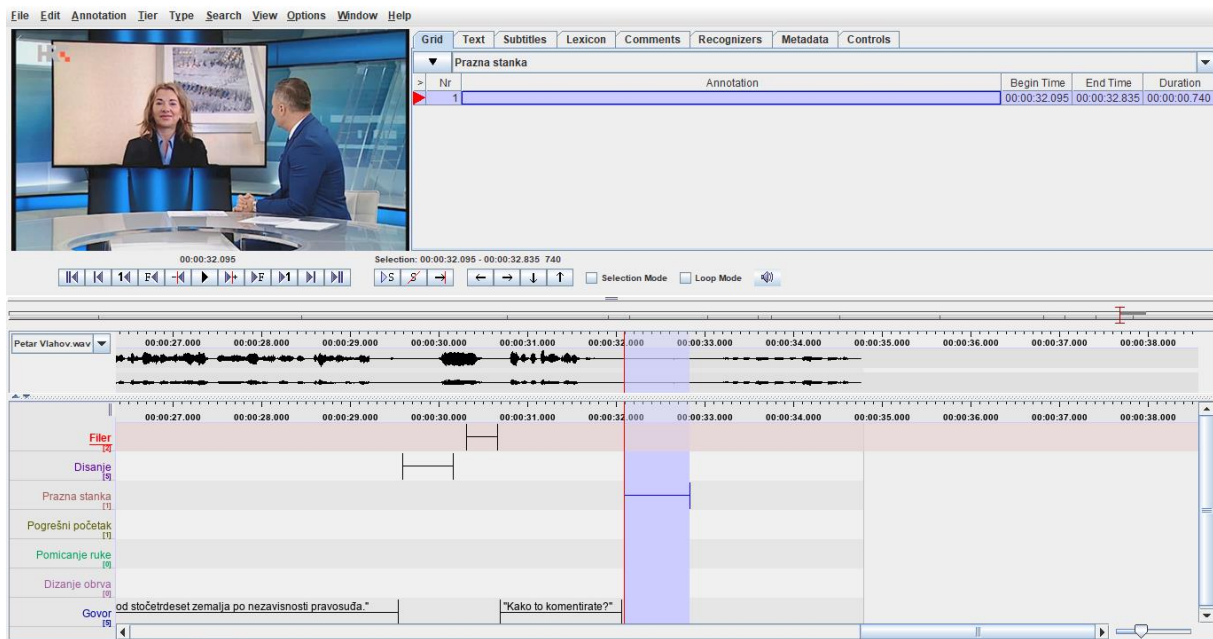 File Edit Annotation Tier Type Search View Options Window Help
HR
Grid Text Subtitles Lexicon Comments Recognizers Metadata Controls
Prazna stanka
> Nr Annotation Begin Time End Time Duration
1 00:00:32.095 00:00:32.835 00:00:00.740
00:00:32.095 Selection: 00:00:32.095 - 00:00:32.835 740
1 F F 1 S S Selection Mode Loop Mode
Petar Vlahov.wav 00:00:27.000 00:00:28.000 00:00:29.000 00:00:30.000 00:00:31.000 00:00:32.000 00:00:33.000 00:00:34.000 00:00:35.000 00:00:36.000 00:00:37.000 00:00:38.000
00:00:27.000 00:00:28.000 00:00:29.000 00:00:30.000 00:00:31.000 00:00:32.000 00:00:33.000 00:00:34.000 00:00:35.000 00:00:36.000 00:00:37.000 00:00:38.000
Filer
[2]
Disanje
[5]
Prazna stanka
[1]
Pogrešni početak
[1]
Pomicanje ruke
[0]
Dizanje obrva
[0]
od stočetrdeset zemalja po nezavisnosti pravosuđa." "Kako to komentirate?"
Govor
[5]